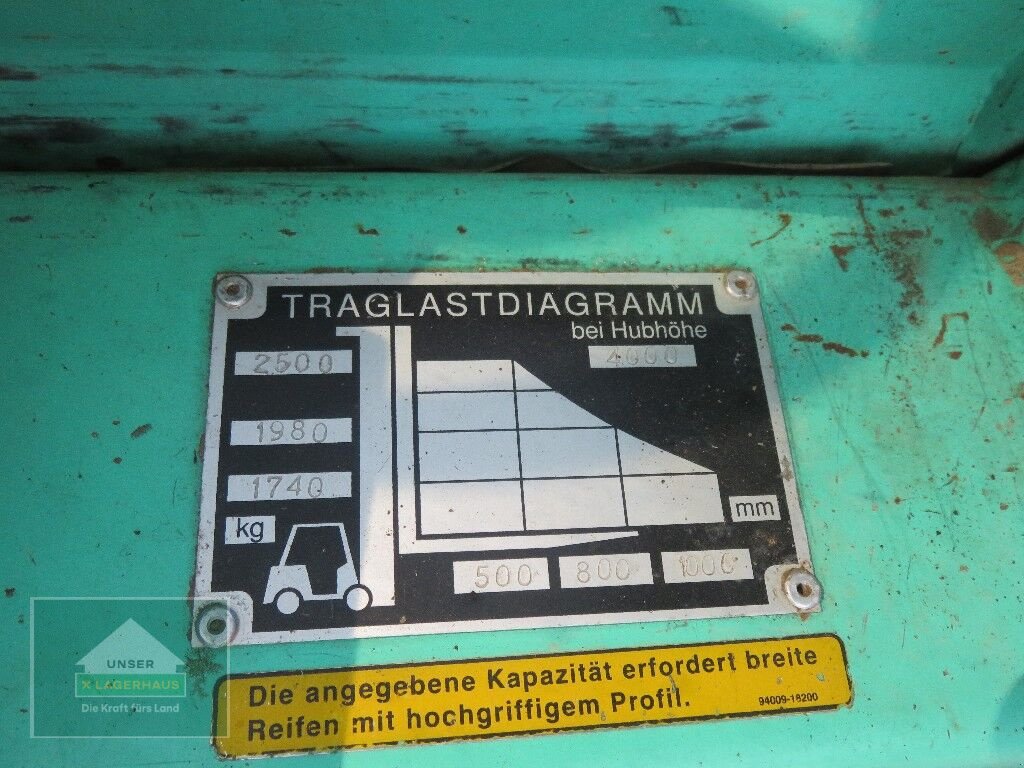 TRAGLASTDIAGRAMM
bei Hubhöhe
4000
2500
1980
1740
kg
mm
500
800
1000
Die angegebene Kapazität erfordert breite
Reifen mit hochgriffigem Profil.
94009-18200
UNSER
X LAGERHAUS
Die Kraft fürs Land